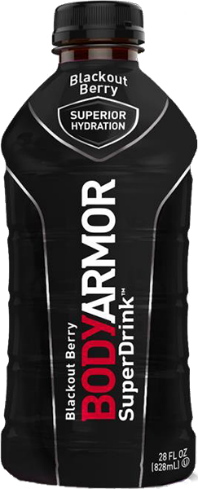 Blackout
Berry
SUPERIOR
HYDRATION
Blackout Berry
BODYARMOR
SuperDrink™
28 FL OZ
(828mL)